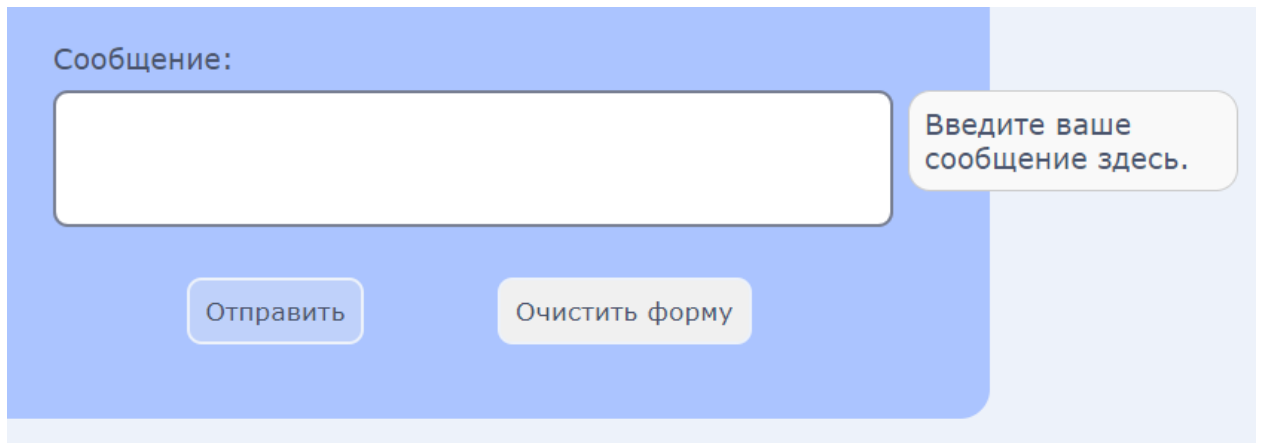 Сообщение:
Введите ваше
сообщение здесь.
Отправить
Очистить форму